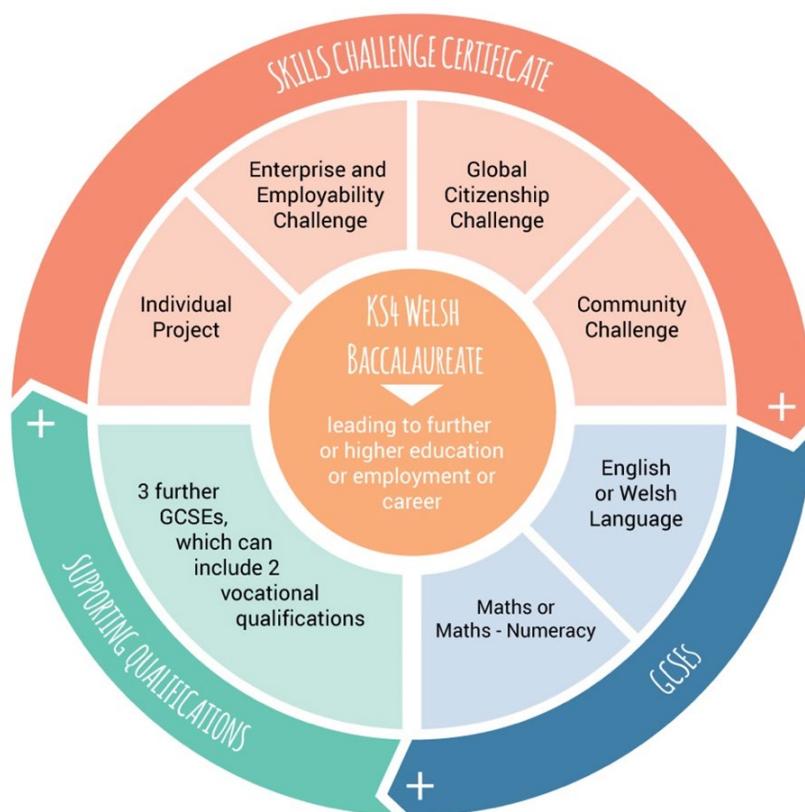 SKILLS CHALLENGE CERTIFICATE
Enterprise and
Employability
Challenge
Global
Citizenship
Challenge
Individual
Project
Community
Challenge
KS4 WELSH
BACCALAUREATE
leading to further
or higher education
or employment or
career
+
+
3 further
GCSEs,
which can
include 2
vocational
qualifications
English
or Welsh
Language
Maths or
Maths - Numeracy
SUPPORTING QUALIFICATIONS
GCSES
+